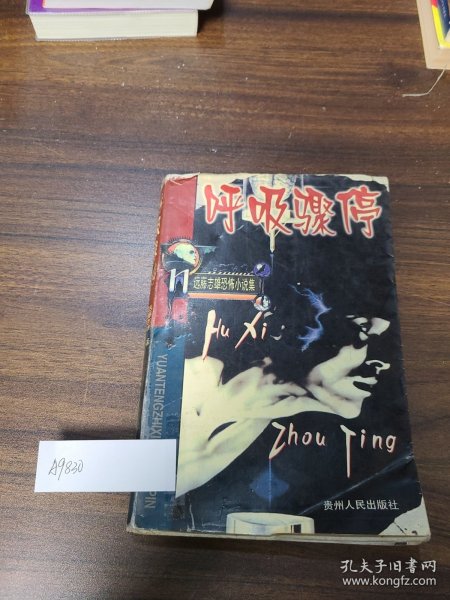 呼吸骤停
远藤志雄恐怖小说集
Hu Xi
YUANTENGZHIXI
Zhou Ting
A9830
PIN
贵州人民出版社
孔夫子旧书网
www.kongfz.com